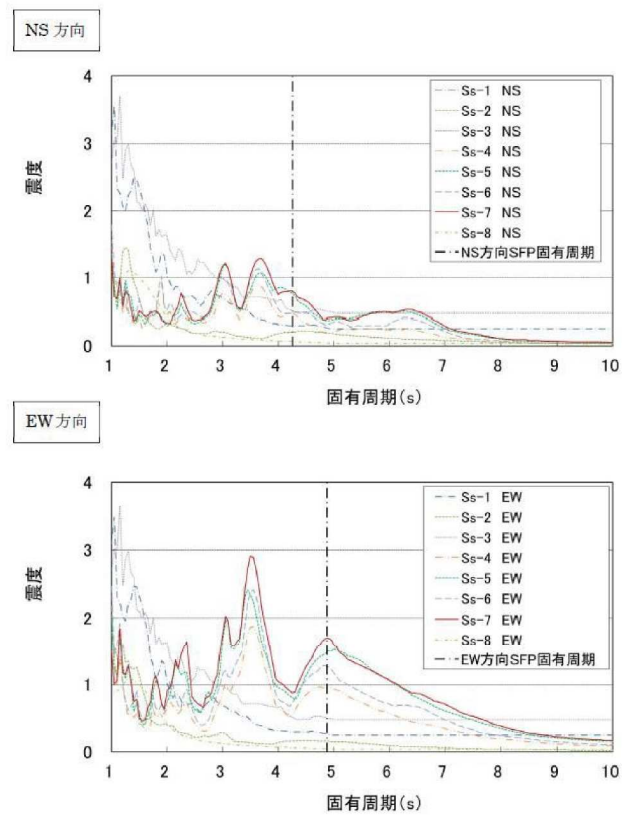 NS 方向
4
3
2
1
0
震度
Ss-1 NS
Ss-2 NS
Ss-3 NS
Ss-4 NS
Ss-5 NS
Ss-6 NS
Ss-7 NS
Ss-8 NS
NS方向SFP固有周期
1 2 3 4 5 6 7 8 9 10
固有周期(s)
EW 方向
4
3
2
1
0
震度
Ss-1 EW
Ss-2 EW
Ss-3 EW
Ss-4 EW
Ss-5 EW
Ss-6 EW
Ss-7 EW
Ss-8 EW
EW方向SFP固有周期
1 2 3 4 5 6 7 8 9 10
固有周期(s)